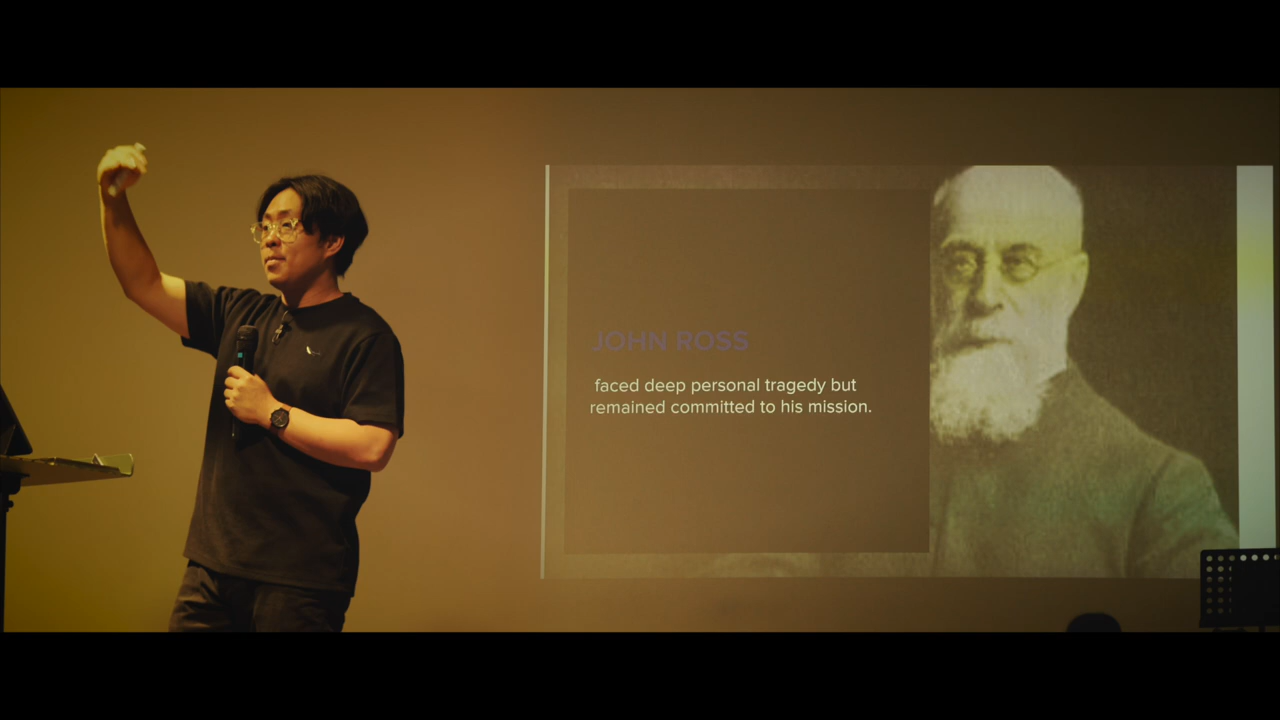 JOHN ROSS
faced deep personal tragedy but
remained committed to his mission.